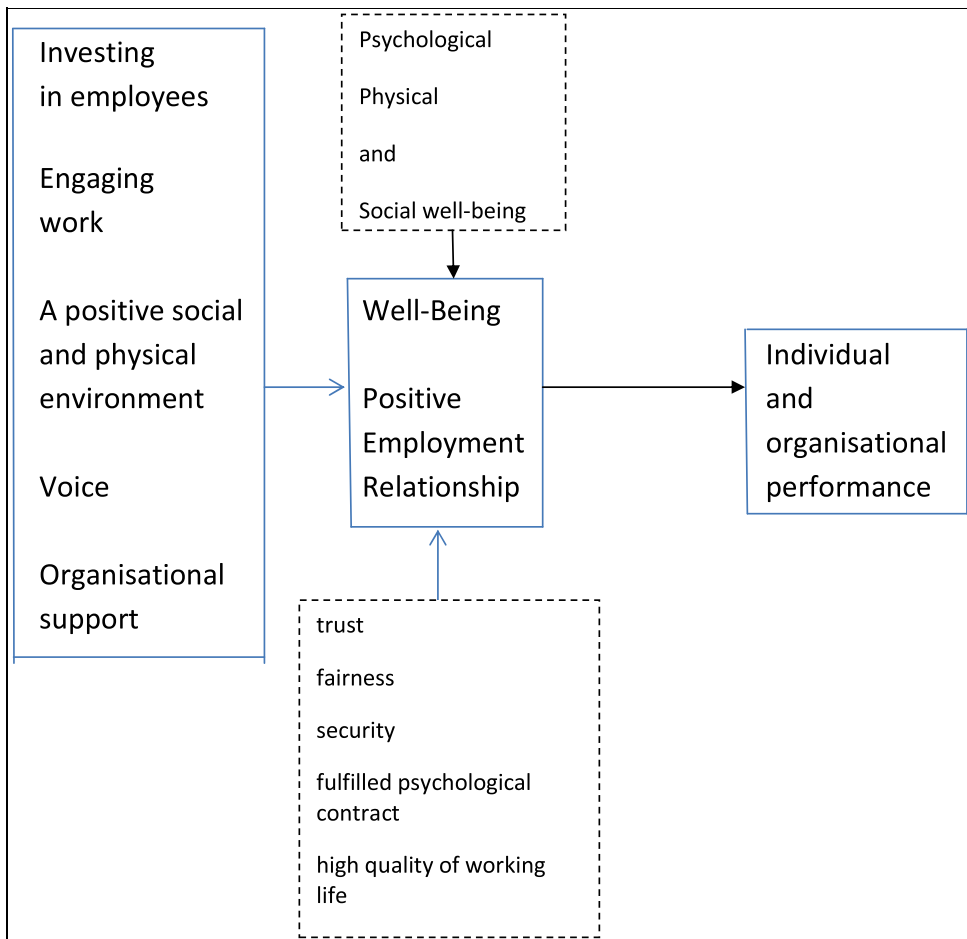 Investing
in employees
Engaging
work
A positive social
and physical
environment
Voice
Organisational
support
Psychological
Physical
and
Social well-being
Well-Being
Positive
Employment
Relationship
trust
fairness
security
fulfilled psychological
contract
high quality of working
life
Individual
and
organisational
performance